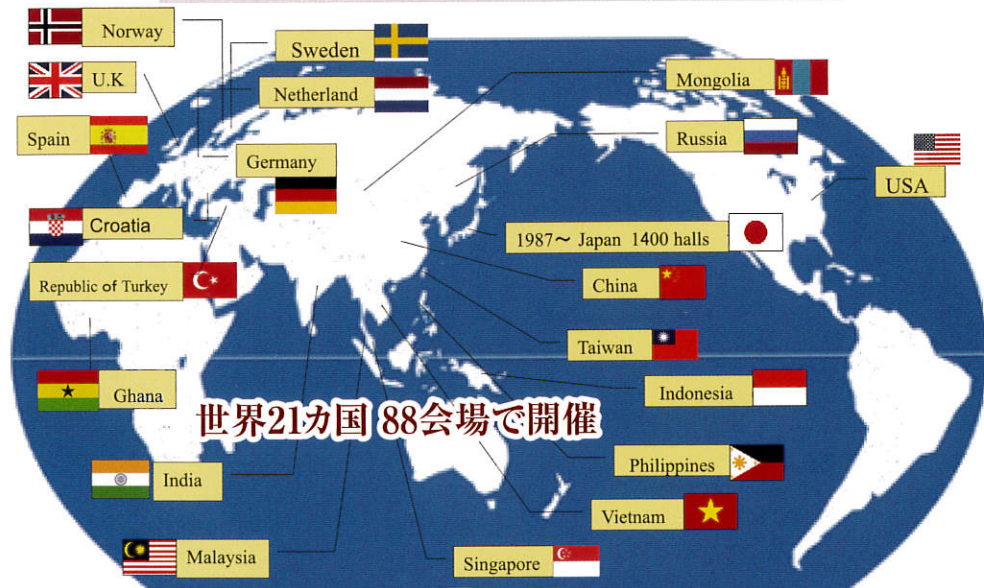 Norway
Sweden
U.K
Netherland
Mongolia
Spain
Russia
Germany
USA
Croatia
1987～ Japan 1400 halls
Republic of Turkey
China
Taiwan
Ghana
Indonesia
世界21カ国 88会場で開催
India
Philippines
Vietnam
Malaysia
Singapore